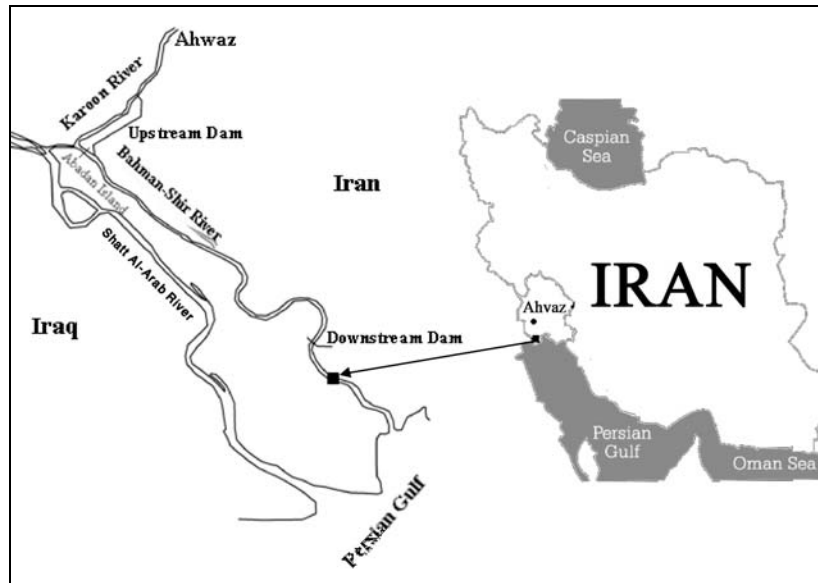 Ahwaz
Karoon River
Upstream Dam
Abadan Island
Bahman-Shir River
Iran
Shatt Al-Arab River
Iraq
Downstream Dam
Persian Gulf
Caspian
Sea
IRAN
Ahvaz
Persian
Gulf
Oman Sea